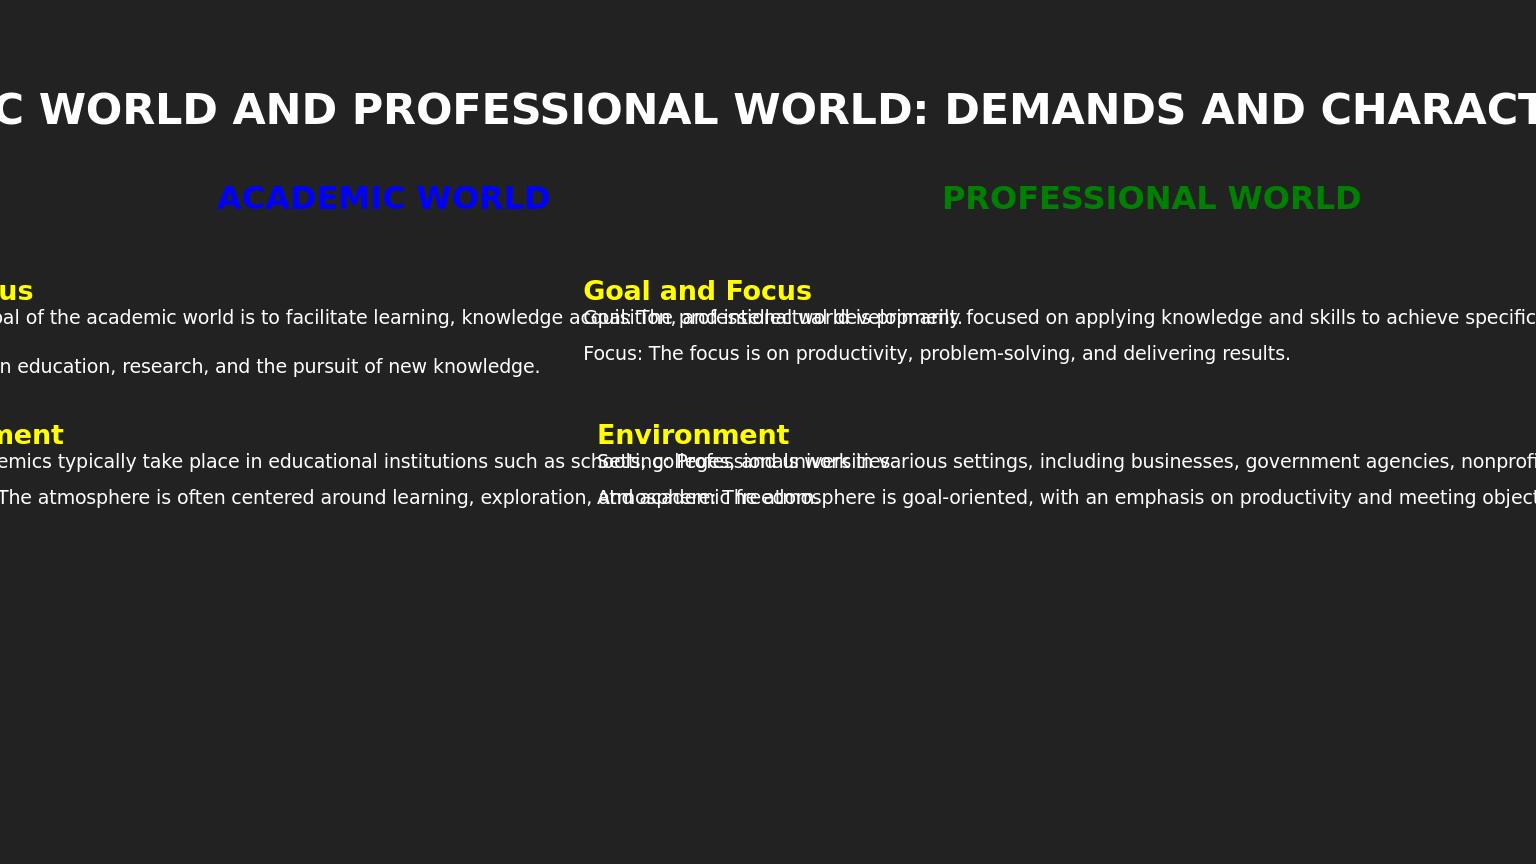 C WORLD AND PROFESSIONAL WORLD: DEMANDS AND CHARACT
ACADEMIC WORLD
PROFESSIONAL WORLD
us
oal of the academic world is to facilitate learning, knowledge acquisition, and intellectual development.
n education, research, and the pursuit of new knowledge.
ment
emics typically take place in educational institutions such as schools, colleges, and universities.
The atmosphere is often centered around learning, exploration, and academic freedom.
Goal and Focus
Goal: The professional world is primarily focused on applying knowledge and skills to achieve specific
Focus: The focus is on productivity, problem-solving, and delivering results.
Environment
Setting: Professionals work in various settings, including businesses, government agencies, nonprofi
Atmosphere: The atmosphere is goal-oriented, with an emphasis on productivity and meeting object